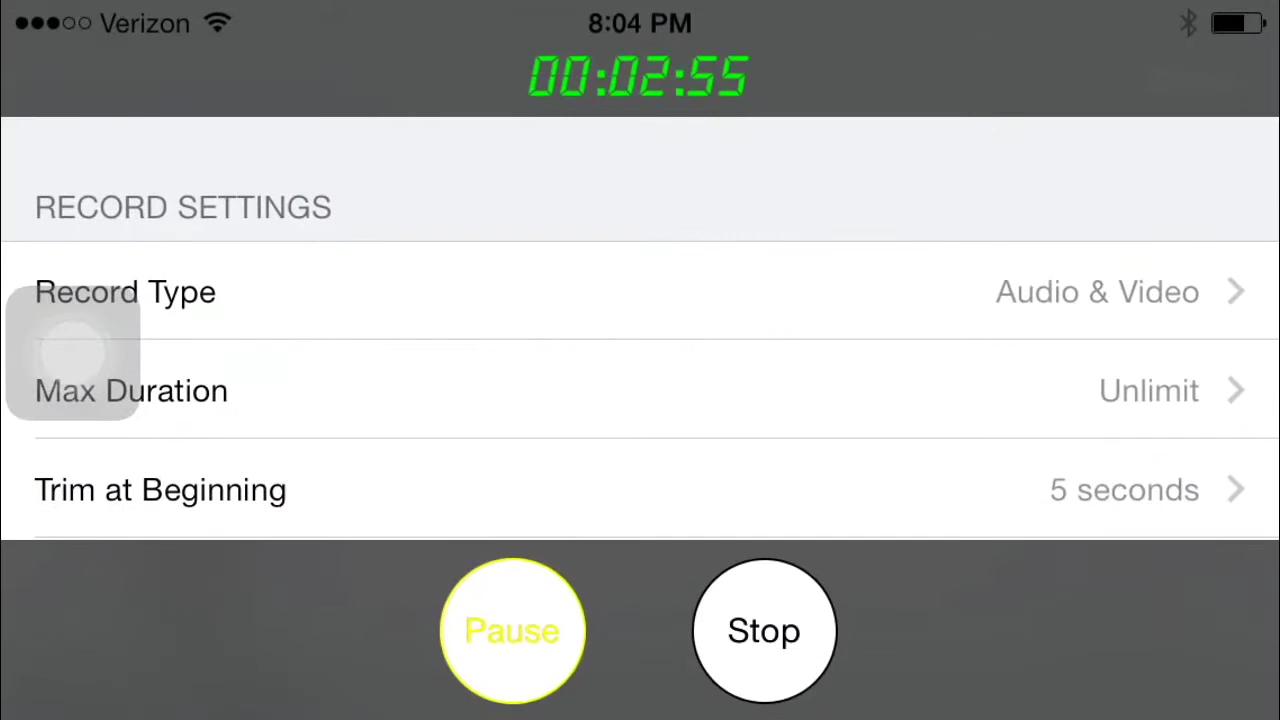 Verizon 8:04 PM
00:02:55
RECORD SETTINGS
Record Type Audio & Video
Max Duration Unlimit
Trim at Beginning 5 seconds
Pause Stop